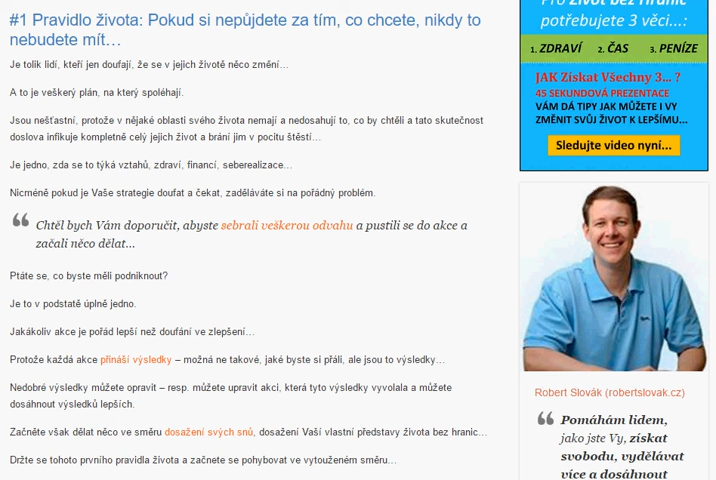 #1 Pravidlo života: Pokud si nepůjdete za tím, co chcete, nikdy to
nebudete mít…
Je tolik lidí, kteří jen doufají, že se v jejich životě něco změní…
A to je veškerý plán, na který spoléhají.
Jsou nešťastní, protože v nějaké oblasti svého života nemají a nedosahují to, co by chtěli a tato skutečnost
doslova infikuje kompletně celý jejich život a brání jim v pocitu štěstí…
Je jedno, zda se to týká vztahů, zdraví, financí, seberealizace…
Nicméně pokud je Vaše strategie doufat a čekat, zaděláváte si na pořádný problém.
“ Chtěl bych Vám doporučit, abyste sebrali veškerou odvahu a pustili se do akce a
začali něco dělat…
Ptáte se, co byste měli podniknout?
Je to v podstatě úplně jedno.
Jakákoliv akce je pořád lepší než doufání ve zlepšení…
Protože každá akce přináší výsledky – možná ne takové, jaké byste si přáli, ale jsou to výsledky…
Nedobré výsledky můžete opravit – resp. můžete upravit akci, která tyto výsledky vyvolala a můžete
dosáhnout výsledků lepších.
Začněte však dělat něco ve směru dosažení svých snů, dosažení Vaší vlastní představy života bez hranic…
Držte se tohoto prvního pravidla života a začnete se pohybovat ve vytouženém směru…
Pro Život bez Hranic
potřebujete 3 věci...:
1. ZDRAVÍ 2. ČAS 3. PENÍZE
JAK Získat Všechny 3... ?
45 SEKUNDOVÁ PREZENTACE
VÁM DÁ TIPY JAK MŮŽETE I VY
ZMĚNIT SVŮJ ŽIVOT K LEPŠÍMU...
Sledujte video nyní...
Robert Slovák (robertslovak.cz)
“ Pomáhám lidem,
jako jste Vy, získat
svobodu, vydělávat
více a dosáhnout